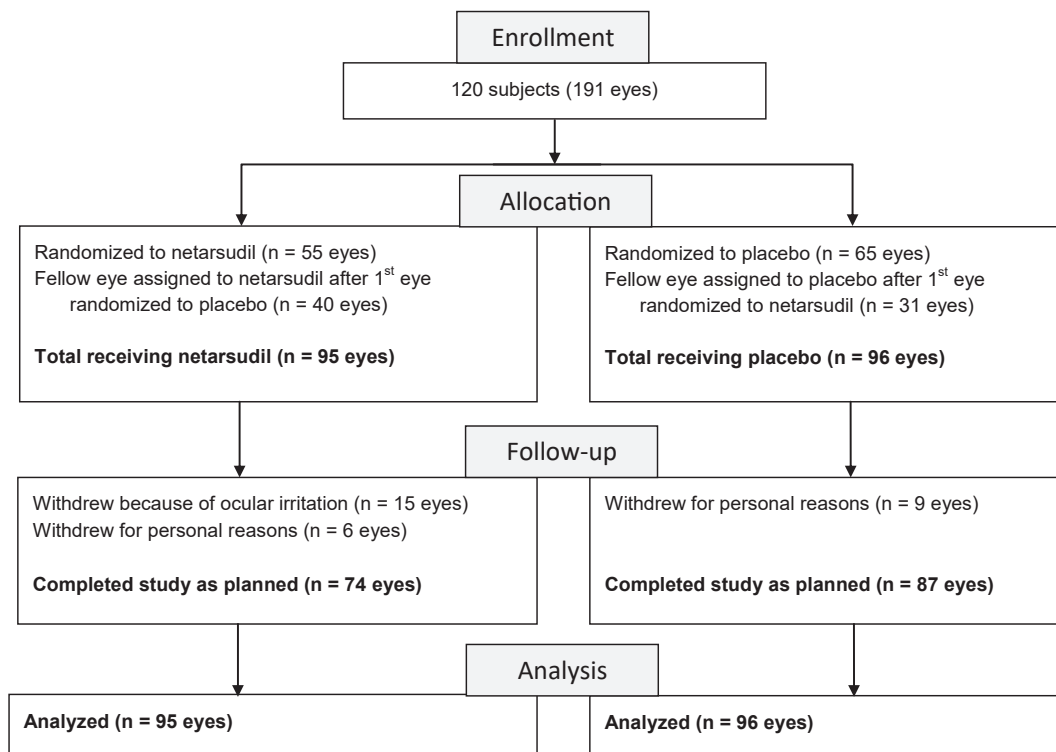 Enrollment
120 subjects (191 eyes)
Allocation
Randomized to netarsudil (n = 55 eyes)
Fellow eye assigned to netarsudil after 1st eye
randomized to placebo (n = 40 eyes)
Total receiving netarsudil (n = 95 eyes)
Randomized to placebo (n = 65 eyes)
Fellow eye assigned to placebo after 1st eye
randomized to netarsudil (n = 31 eyes)
Total receiving placebo (n = 96 eyes)
Follow-up
Withdrew because of ocular irritation (n = 15 eyes)
Withdrew for personal reasons (n = 6 eyes)
Completed study as planned (n = 74 eyes)
Withdrew for personal reasons (n = 9 eyes)
Completed study as planned (n = 87 eyes)
Analysis
Analyzed (n = 95 eyes)
Analyzed (n = 96 eyes)